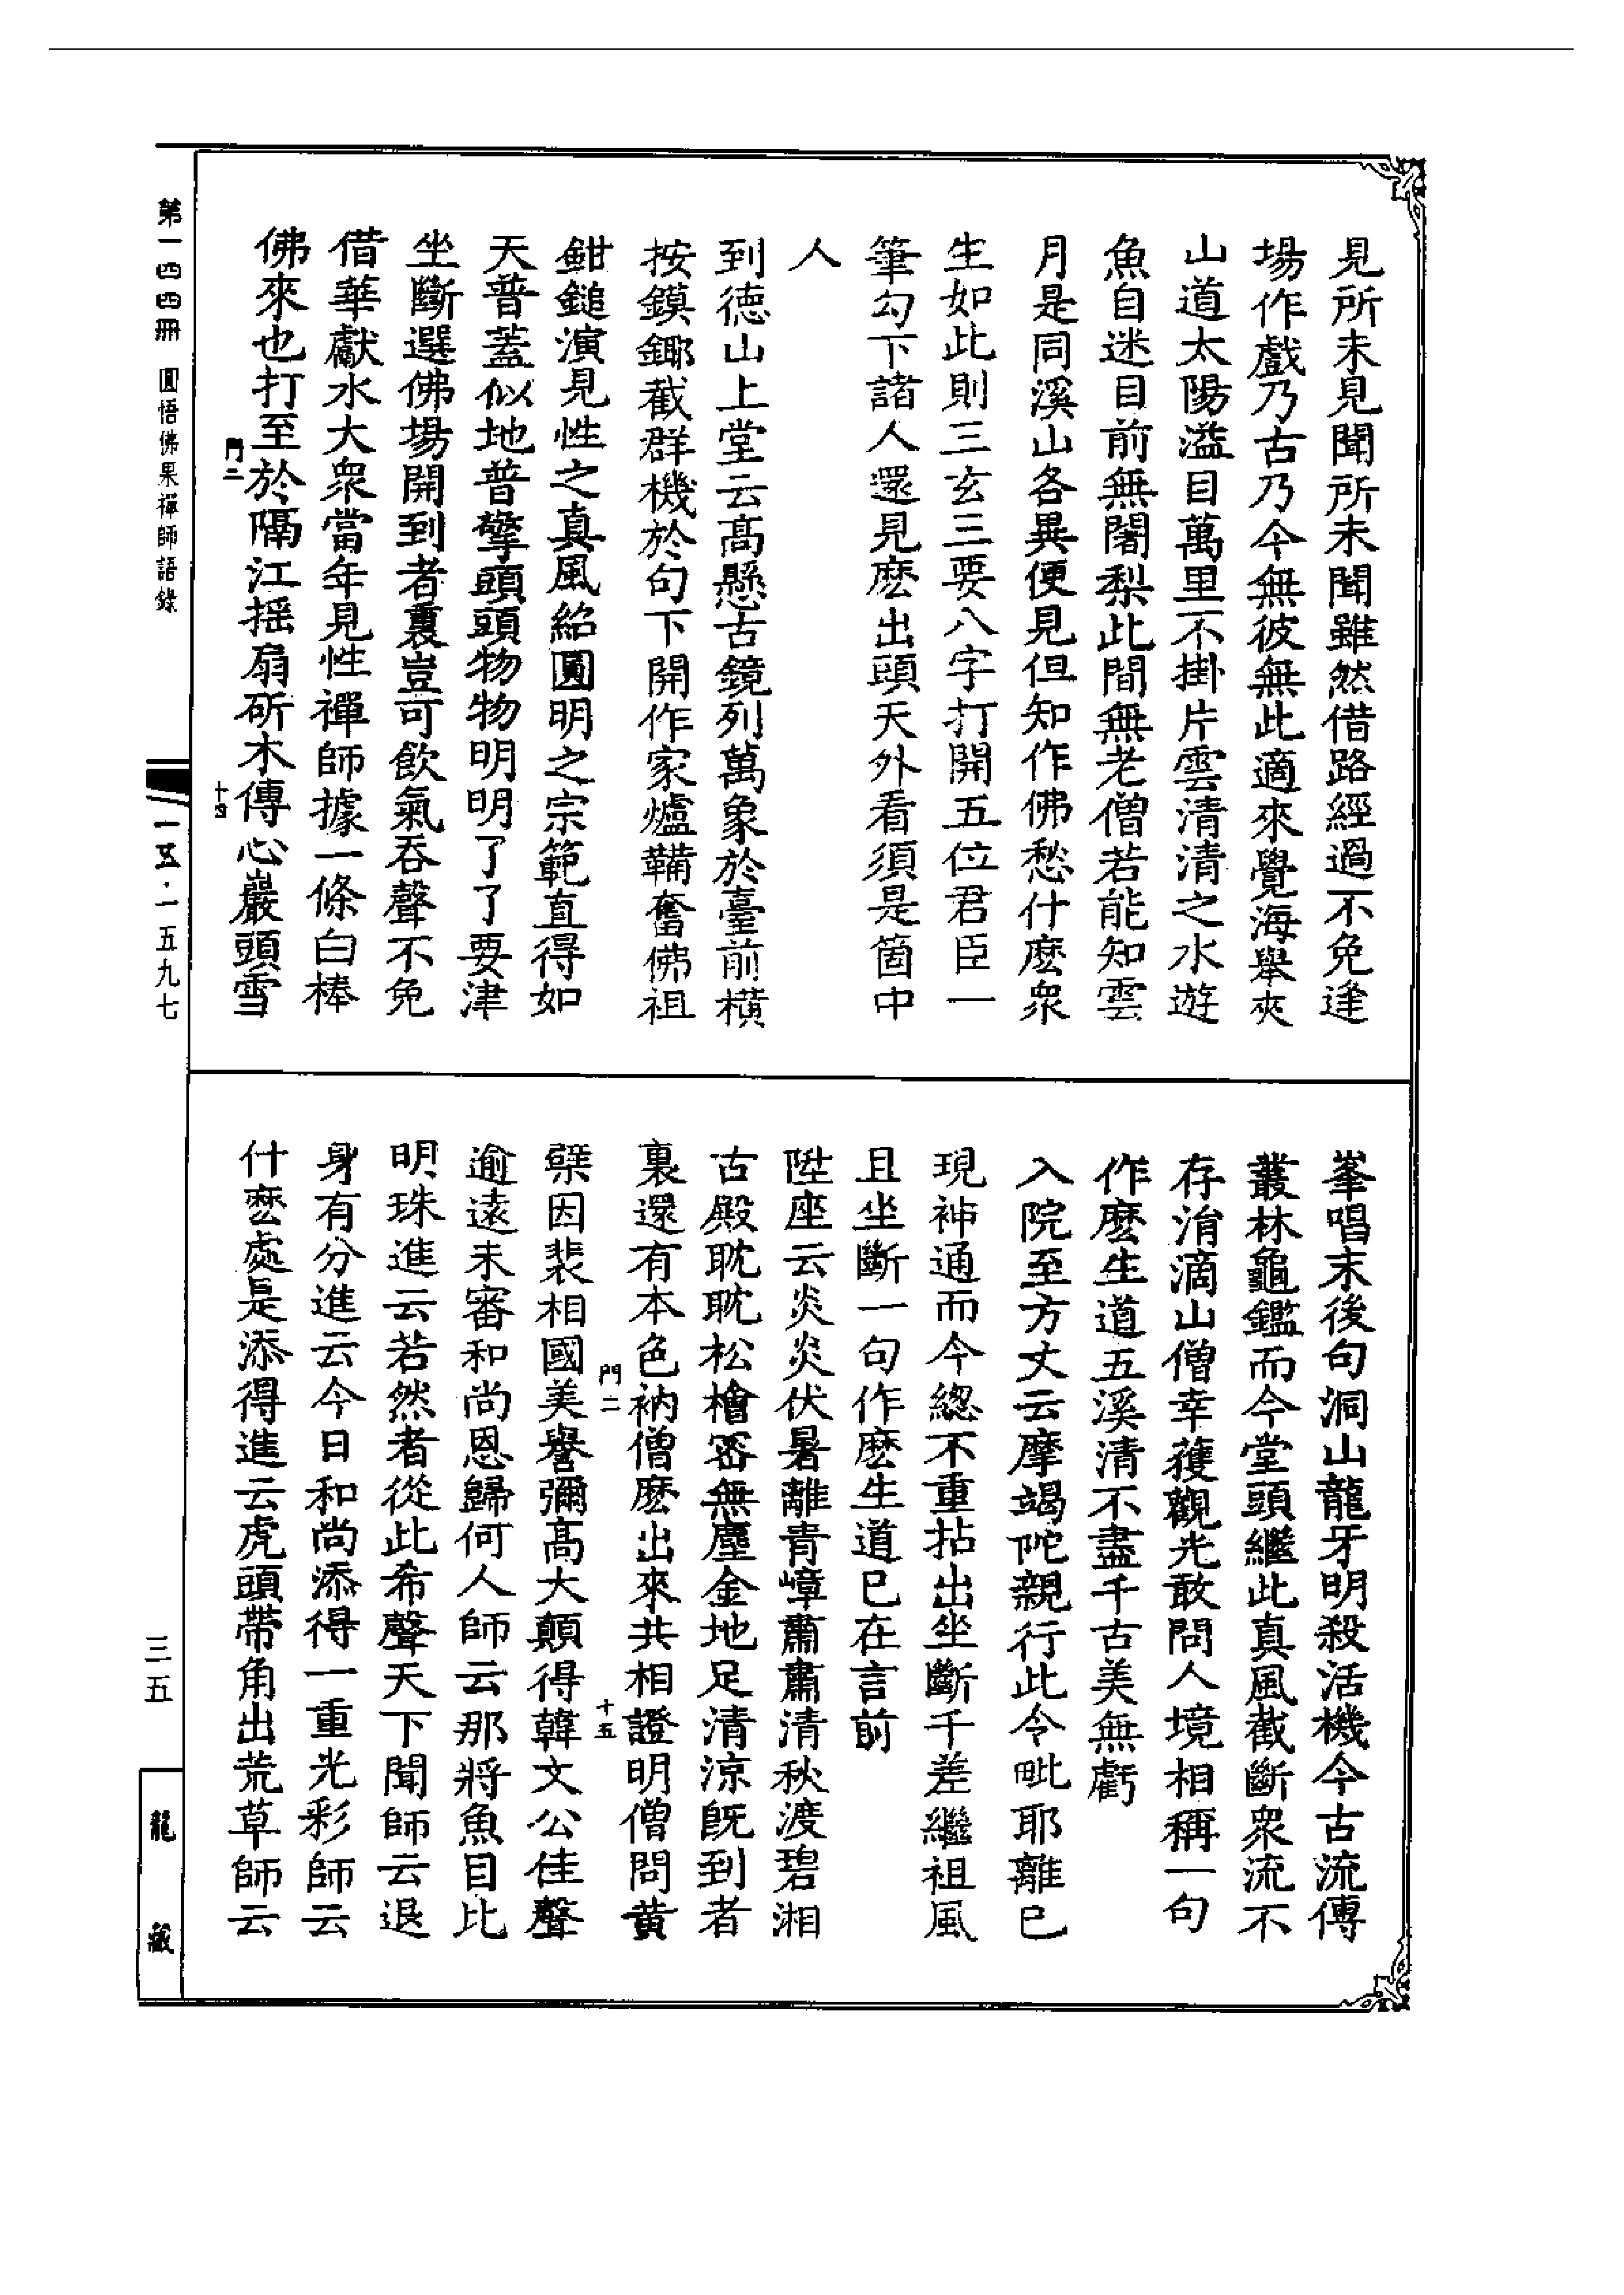 見所未見聞所未聞雖然借路經過不免逢
場作戲乃古乃今無彼無此適來覺海舉夾
山道太陽溢目萬里不掛片雲清清之水遊
魚自迷目前無闍梨此間無老僧若能知雲
月是同溪山各異便見但知作佛愁什麽衆
生如此則三玄三要八字打開五位君臣一
筆勾下諸人還見麽出頭天外看須是箇中
人
到德山上堂云高懸古鏡列萬象於臺前橫
按鏌鎁截群機於句下開作家爐鞴奮佛祖
鉗鎚演見性之真風紹圓明之宗範直得如
天普蓋似地普擎頭頭物物明明了了要津
坐斷選佛場開到者裏豈可飲氣吞聲不免
借華獻水大衆當年見性禪師據一條白棒
佛來也打至於隔江摇扇斫木傳心巖頭雪
門二
十四
峯唱末後句洞山龍牙明殺活機今古流傳
叢林龜鑑而今堂頭繼此真風截斷衆流不
存涓滴山僧幸獲觀光敢問人境相稱一句
作麽生道五溪清不盡千古美無虧
入院至方丈云摩竭陀親行此令毗耶離已
現神通而今總不重拈出坐斷千差繼祖風
且坐斷一句作麽生道已在言前
陞座云炎炎伏暑離青嶂肅肅清秋渡碧湘
古殿耽耽松檜密無塵金地足清涼既到者
裏還有本色衲僧麽出來共相證明僧問黃
門二
十五
檗因裴相國美譽彌高大顛得韓文公佳聲
逾遠未審和尚恩歸何人師云那將魚目比
明珠進云若然者從此希聲天下聞師云退
身有分進云今日和尚添得一重光彩師云
什麽處是添得進云虎頭帶角出荒草師云
第一四四冊 圓悟佛果禪師語錄
一五·一五九七
三五
龍藏